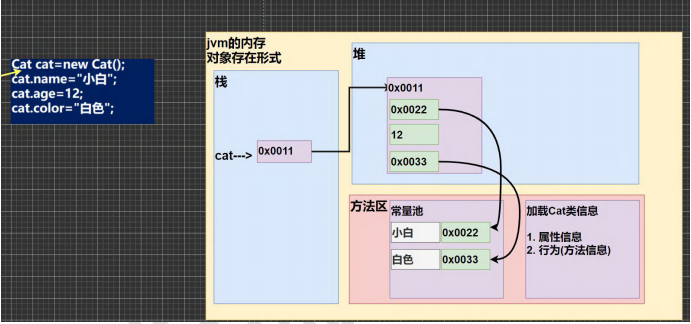 Cat cat=new Cat();
cat.name="小白";
cat.age=12;
cat.color="白色";
jvm的内存
对象存在形式
栈
cat---> 0x0011
堆
0x0011
0x0022
12
0x0033
方法区
常量池
小白 0x0022
白色 0x0033
加载Cat类信息
1. 属性信息
2. 行为(方法信息)